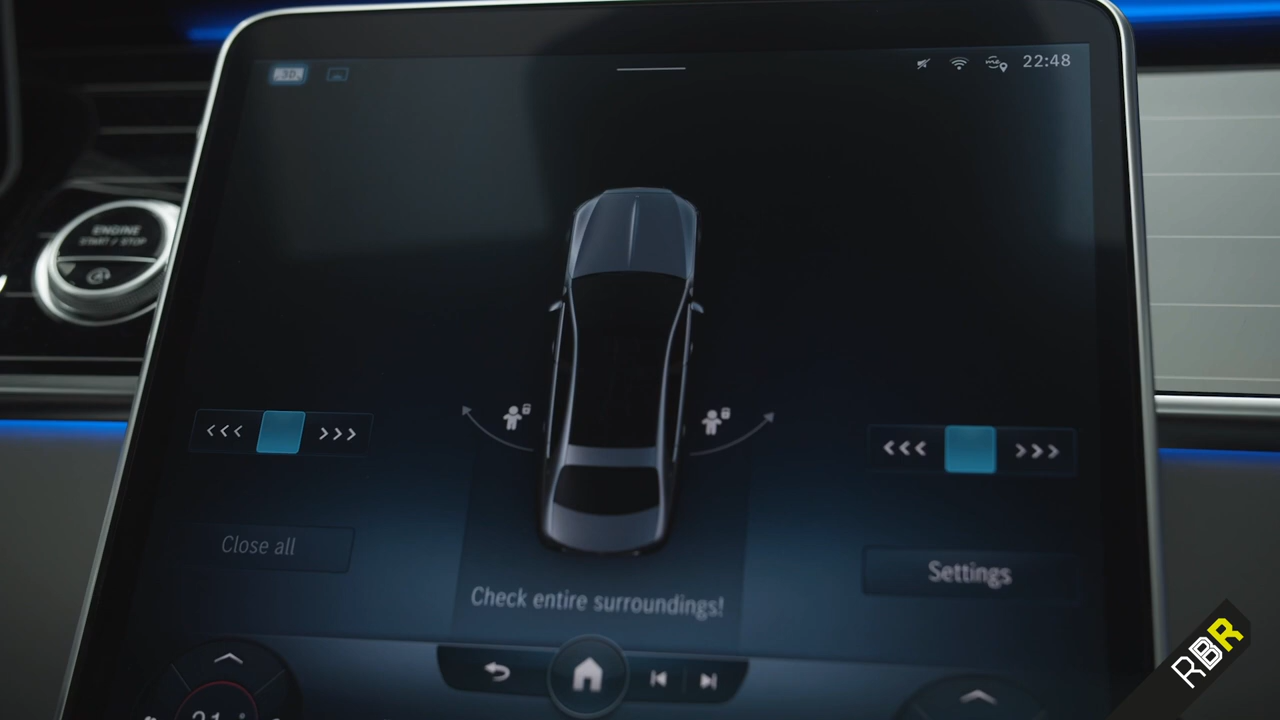 3D
22:48
ENGINE
START / STOP
Close all
Settings
Check entire surroundings!
RBR